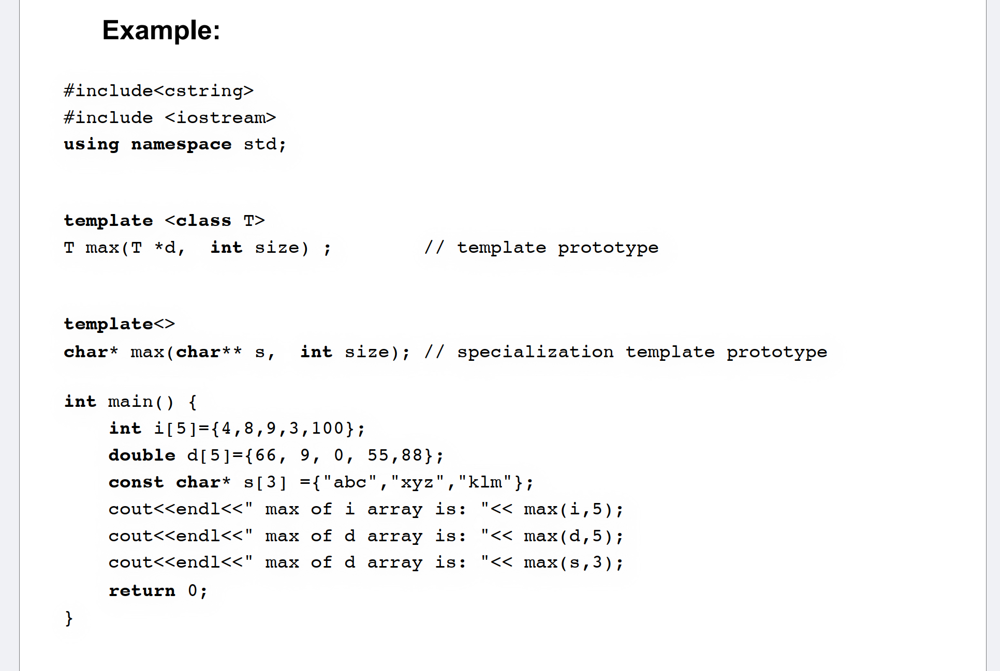 Example:
#include<cstring>
#include <iostream>
using namespace std;
template <class T>
T max(T *d,  int size) ;        // template prototype
template<>
char* max(char** s,  int size); // specialization template prototype
int main() {
    int i[5]={4,8,9,3,100};
    double d[5]={66, 9, 0, 55,88};
    const char* s[3] ={"abc","xyz","klm"};
    cout<<endl<<" max of i array is: "<< max(i,5);
    cout<<endl<<" max of d array is: "<< max(d,5);
    cout<<endl<<" max of d array is: "<< max(s,3);
    return 0;
}